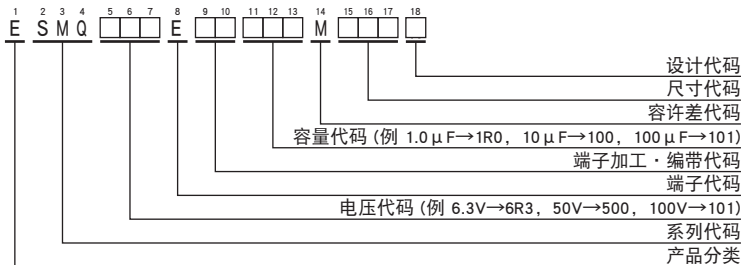 1 2 3 4 5 6 7 8 9 10 11 12 13 14 15 16 17 18
E SMQ □□□ E □□ □□□ M □□□ □
设计代码
尺寸代码
容许差代码
容量代码 (例 1.0μF→1R0, 10μF→100, 100μF→101)
端子加工・编带代码
端子代码
电压代码 (例 6.3V→6R3, 50V→500, 100V→101)
系列代码
产品分类